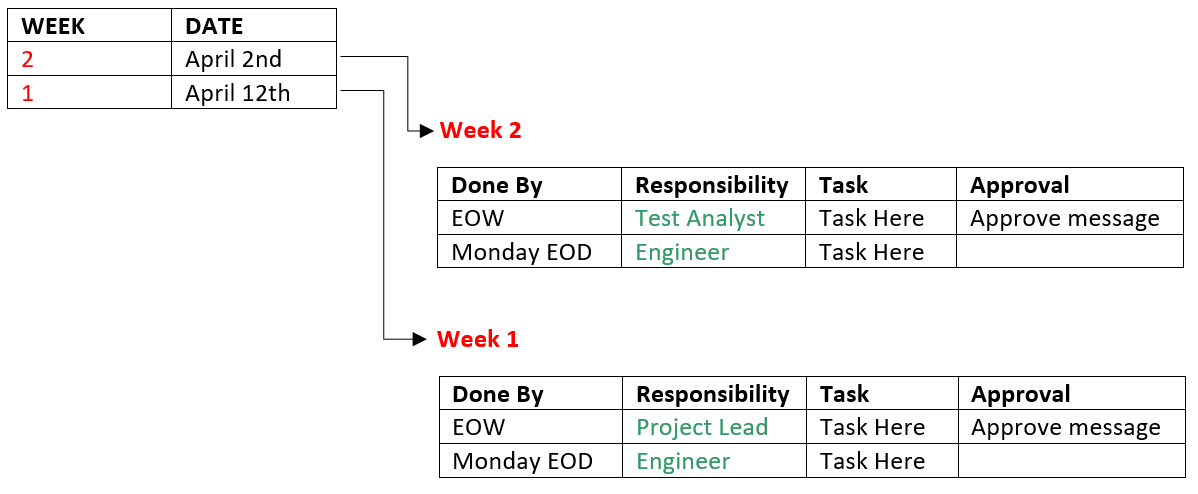 WEEK DATE
2 April 2nd
1 April 12th
Week 2
Done By Responsibility Task Approval
EOW Test Analyst Task Here Approve message
Monday EOD Engineer Task Here
Week 1
Done By Responsibility Task Approval
EOW Project Lead Task Here Approve message
Monday EOD Engineer Task Here